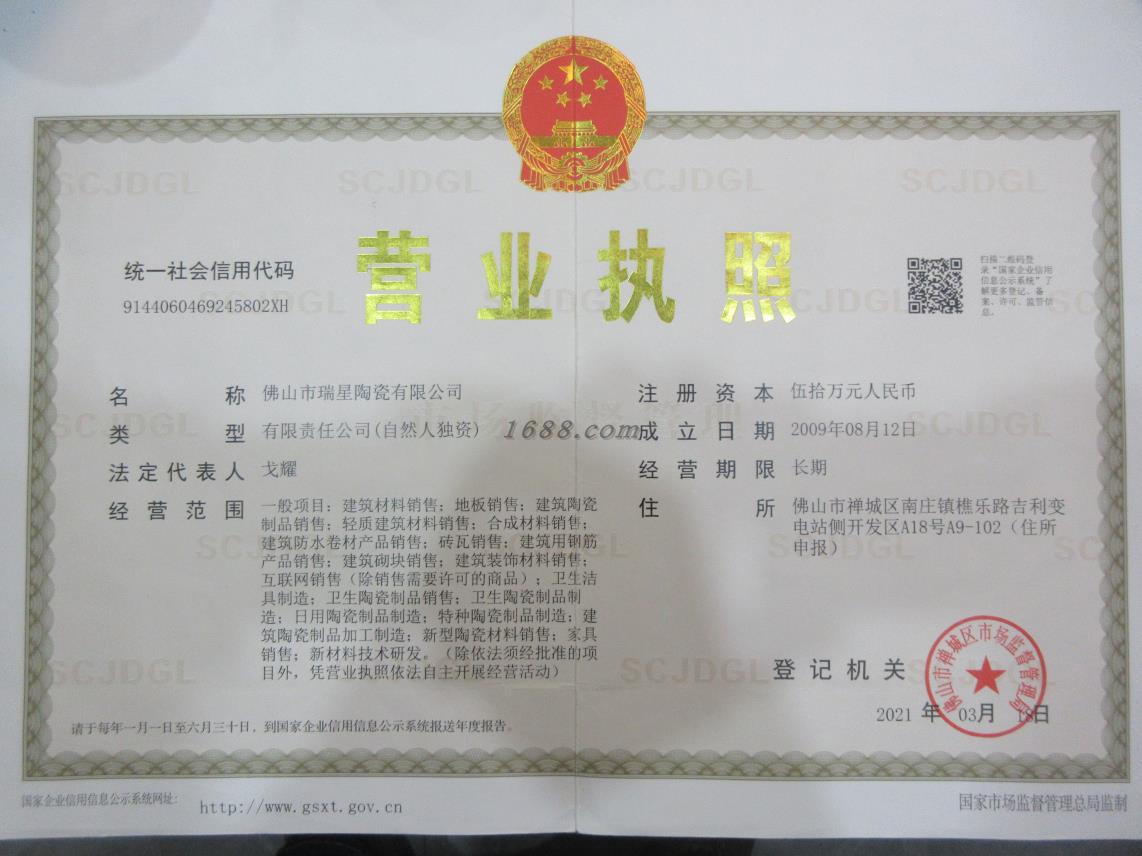 营业执照
统一社会信用代码
9144060469245802XH
扫描二维码登
录“国家企业信用
信息公示系统”了
解更多登记、备
案、许可、监管信
息。
名称 佛山市瑞星陶瓷有限公司
类型 有限责任公司(自然人独资)
法定代表人 戈耀
经营范围 一般项目：建筑材料销售；地板销售；建筑陶瓷
制品销售；轻质建筑材料销售；合成材料销售；
建筑防水卷材产品销售；砖瓦销售；建筑用钢筋
产品销售；建筑砌块销售；建筑装饰材料销售；
互联网销售（除销售需要许可的商品）；卫生洁
具制造；卫生陶瓷制品销售；卫生陶瓷制品制
造；日用陶瓷制品制造；特种陶瓷制品制造；建
筑陶瓷制品加工制造；新型陶瓷材料销售；家具
销售；新材料技术研发。（除依法须经批准的项
目外，凭营业执照依法自主开展经营活动）
1688.com
注册资本 伍拾万元人民币
成立日期 2009年08月12日
经营期限 长期
住所 佛山市禅城区南庄镇樵乐路吉利变
电站侧开发区A18号A9-102（住所
申报）
登记机关
佛山市禅城区市场监督管理局
2021 年 03月 18日
请于每年一月一日至六月三十日，到国家企业信用信息公示系统报送年度报告。
国家企业信用信息公示系统网址：
http://www.gsxt.gov.cn
国家市场监督管理总局监制
SCJDGL
市场监督管理